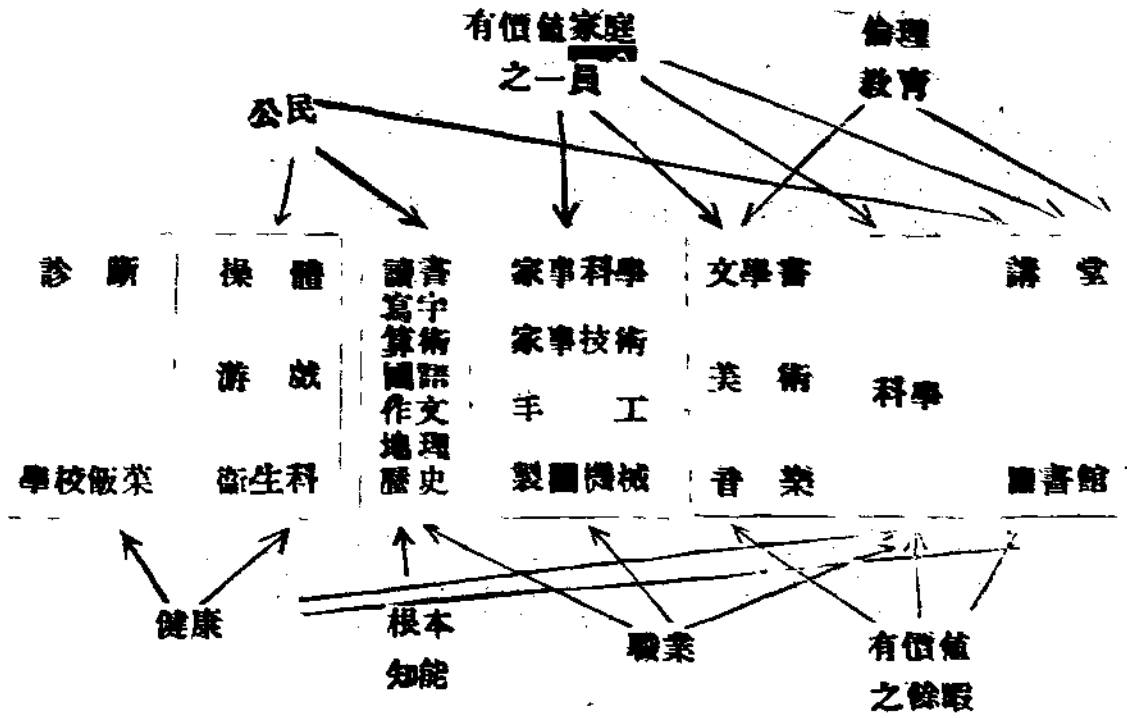 有價值家庭
之一員
倫理
教育
公民
診斷
操體
讀書
家事科學
文學書
講堂
寫字
算術
家事技術
游戲
國語
美術
科學
作文
手工
地理
學校飯菜
衛生科
歷史
製圖機械
音樂
圖書館
健康
根本
知能
職業
有價值
之餘暇